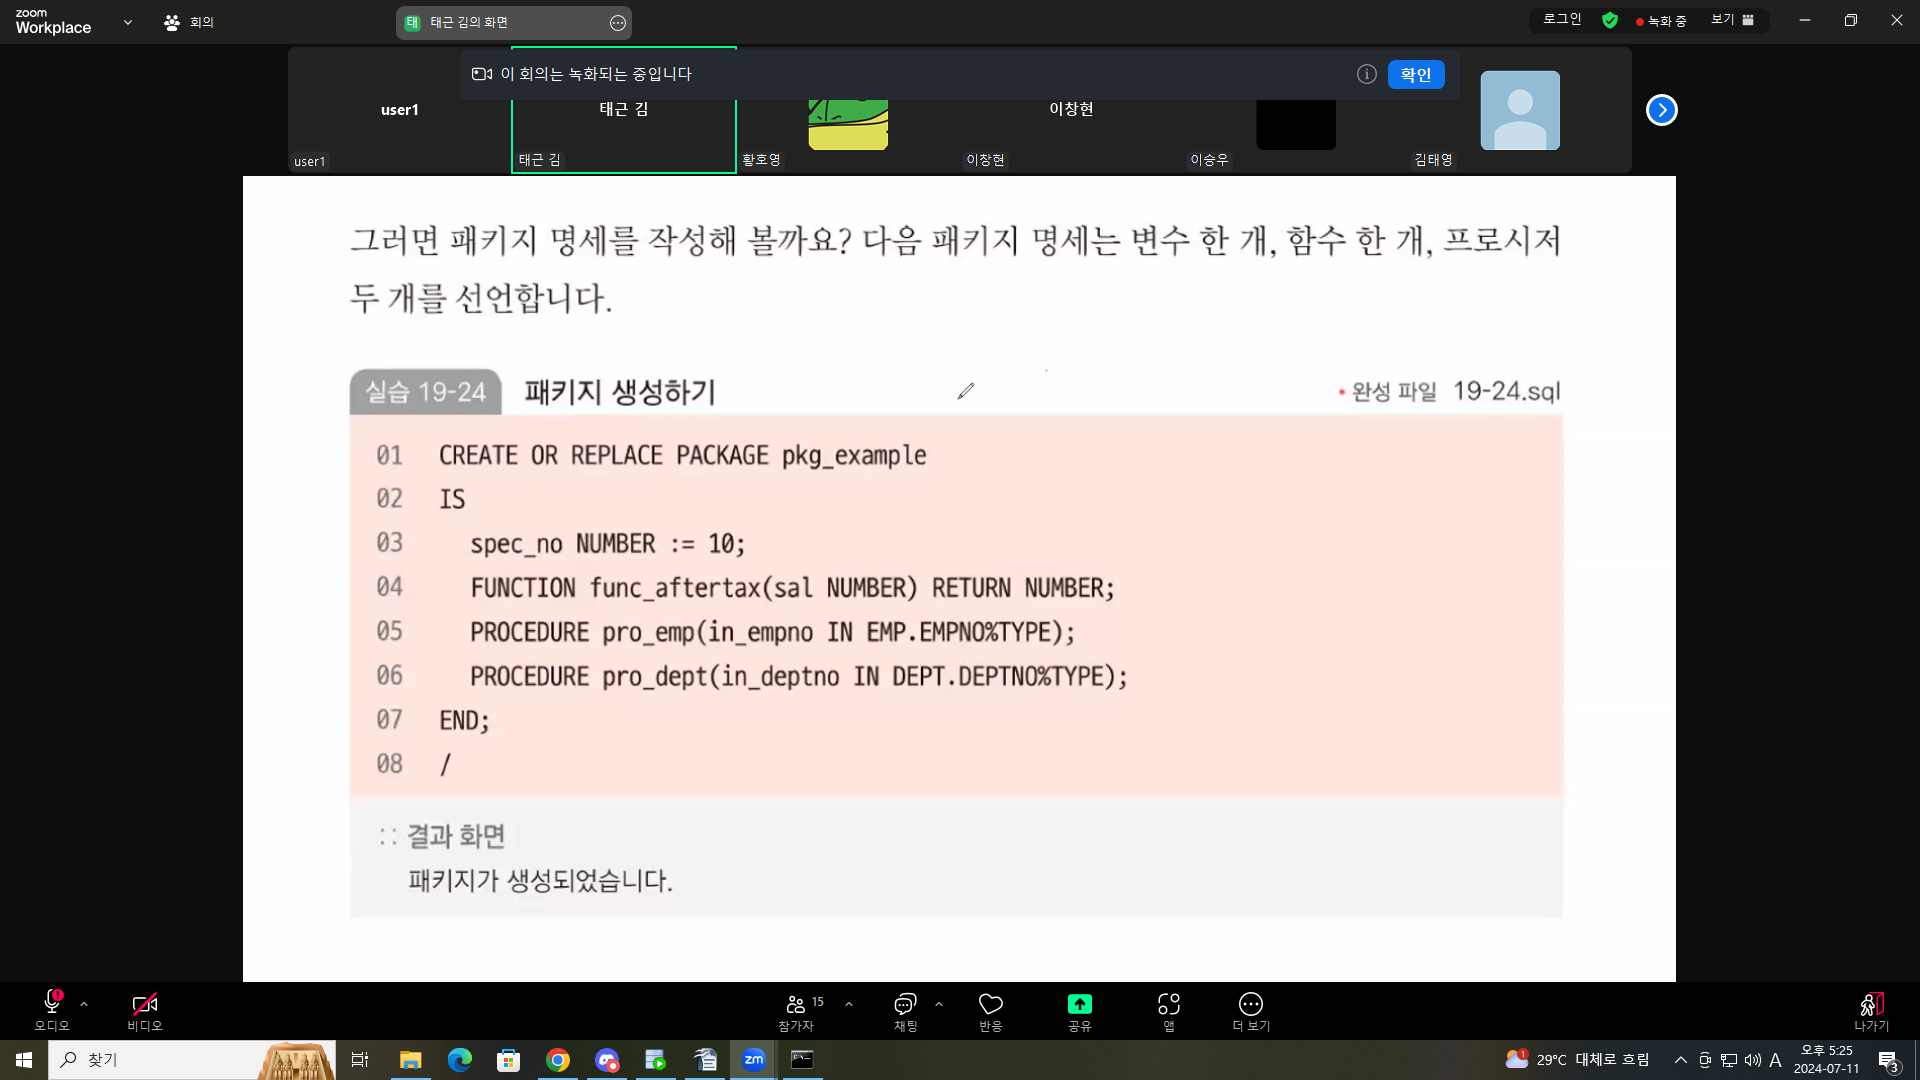 zoom
Workplace
회의
태 태근 김의 화면
로그인
녹화 중
보기
이 회의는 녹화되는 중입니다
확인
user1
태근 김
이창현
user1
태근 김
황호영
이창현
이승우
김태영
그러면 패키지 명세를 작성해 볼까요? 다음 패키지 명세는 변수 한 개, 함수 한 개, 프로시저
두 개를 선언합니다.
실습 19-24 패키지 생성하기 • 완성 파일 19-24.sql
01 CREATE OR REPLACE PACKAGE pkg_example
02 IS
03 spec_no NUMBER := 10;
04 FUNCTION func_aftertax(sal NUMBER) RETURN NUMBER;
05 PROCEDURE pro_emp(in_empno IN EMP.EMPNO%TYPE);
06 PROCEDURE pro_dept(in_deptno IN DEPT.DEPTNO%TYPE);
07 END;
08 /
:: 결과 화면
패키지가 생성되었습니다.
오디오
비디오
15
참가자
채팅
반응
공유
앱
더 보기
나가기
찾기
zm
1
29°C 대체로 흐림
A
오후 5:25
2024-07-11
3